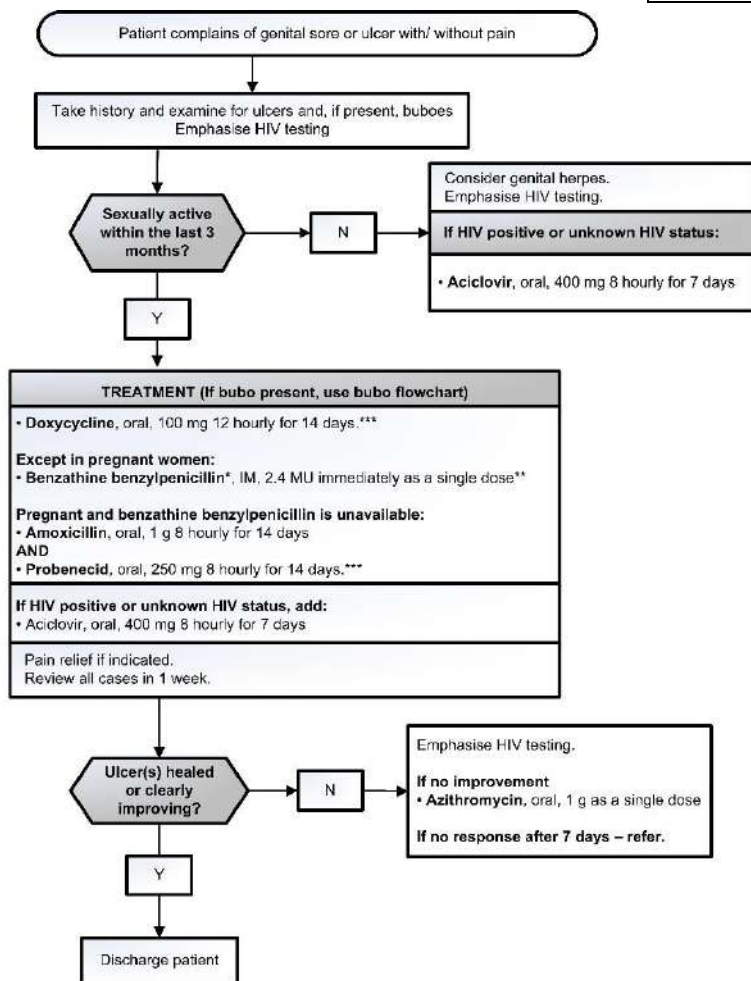 Patient complains of genital sore or ulcer with/ without pain
Take history and examine for ulcers and, if present, buboes
Emphasise HIV testing
Sexually active
within the last 3
months?
N
Consider genital herpes.
Emphasise HIV testing.
If HIV positive or unknown HIV status:
• Aciclovir, oral, 400 mg 8 hourly for 7 days
Y
TREATMENT (If bubo present, use bubo flowchart)
• Doxycycline, oral, 100 mg 12 hourly for 14 days.***
Except in pregnant women:
• Benzathine benzylpenicillin*, IM, 2.4 MU immediately as a single dose**
Pregnant and benzathine benzylpenicillin is unavailable:
• Amoxicillin, oral, 1 g 8 hourly for 14 days
AND
• Probenecid, oral, 250 mg 8 hourly for 14 days.***
If HIV positive or unknown HIV status, add:
• Aciclovir, oral, 400 mg 8 hourly for 7 days
Pain relief if indicated.
Review all cases in 1 week.
Ulcer(s) healed
or clearly
improving?
N
Emphasise HIV testing.
If no improvement
• Azithromycin, oral, 1 g as a single dose
If no response after 7 days – refer.
Y
Discharge patient